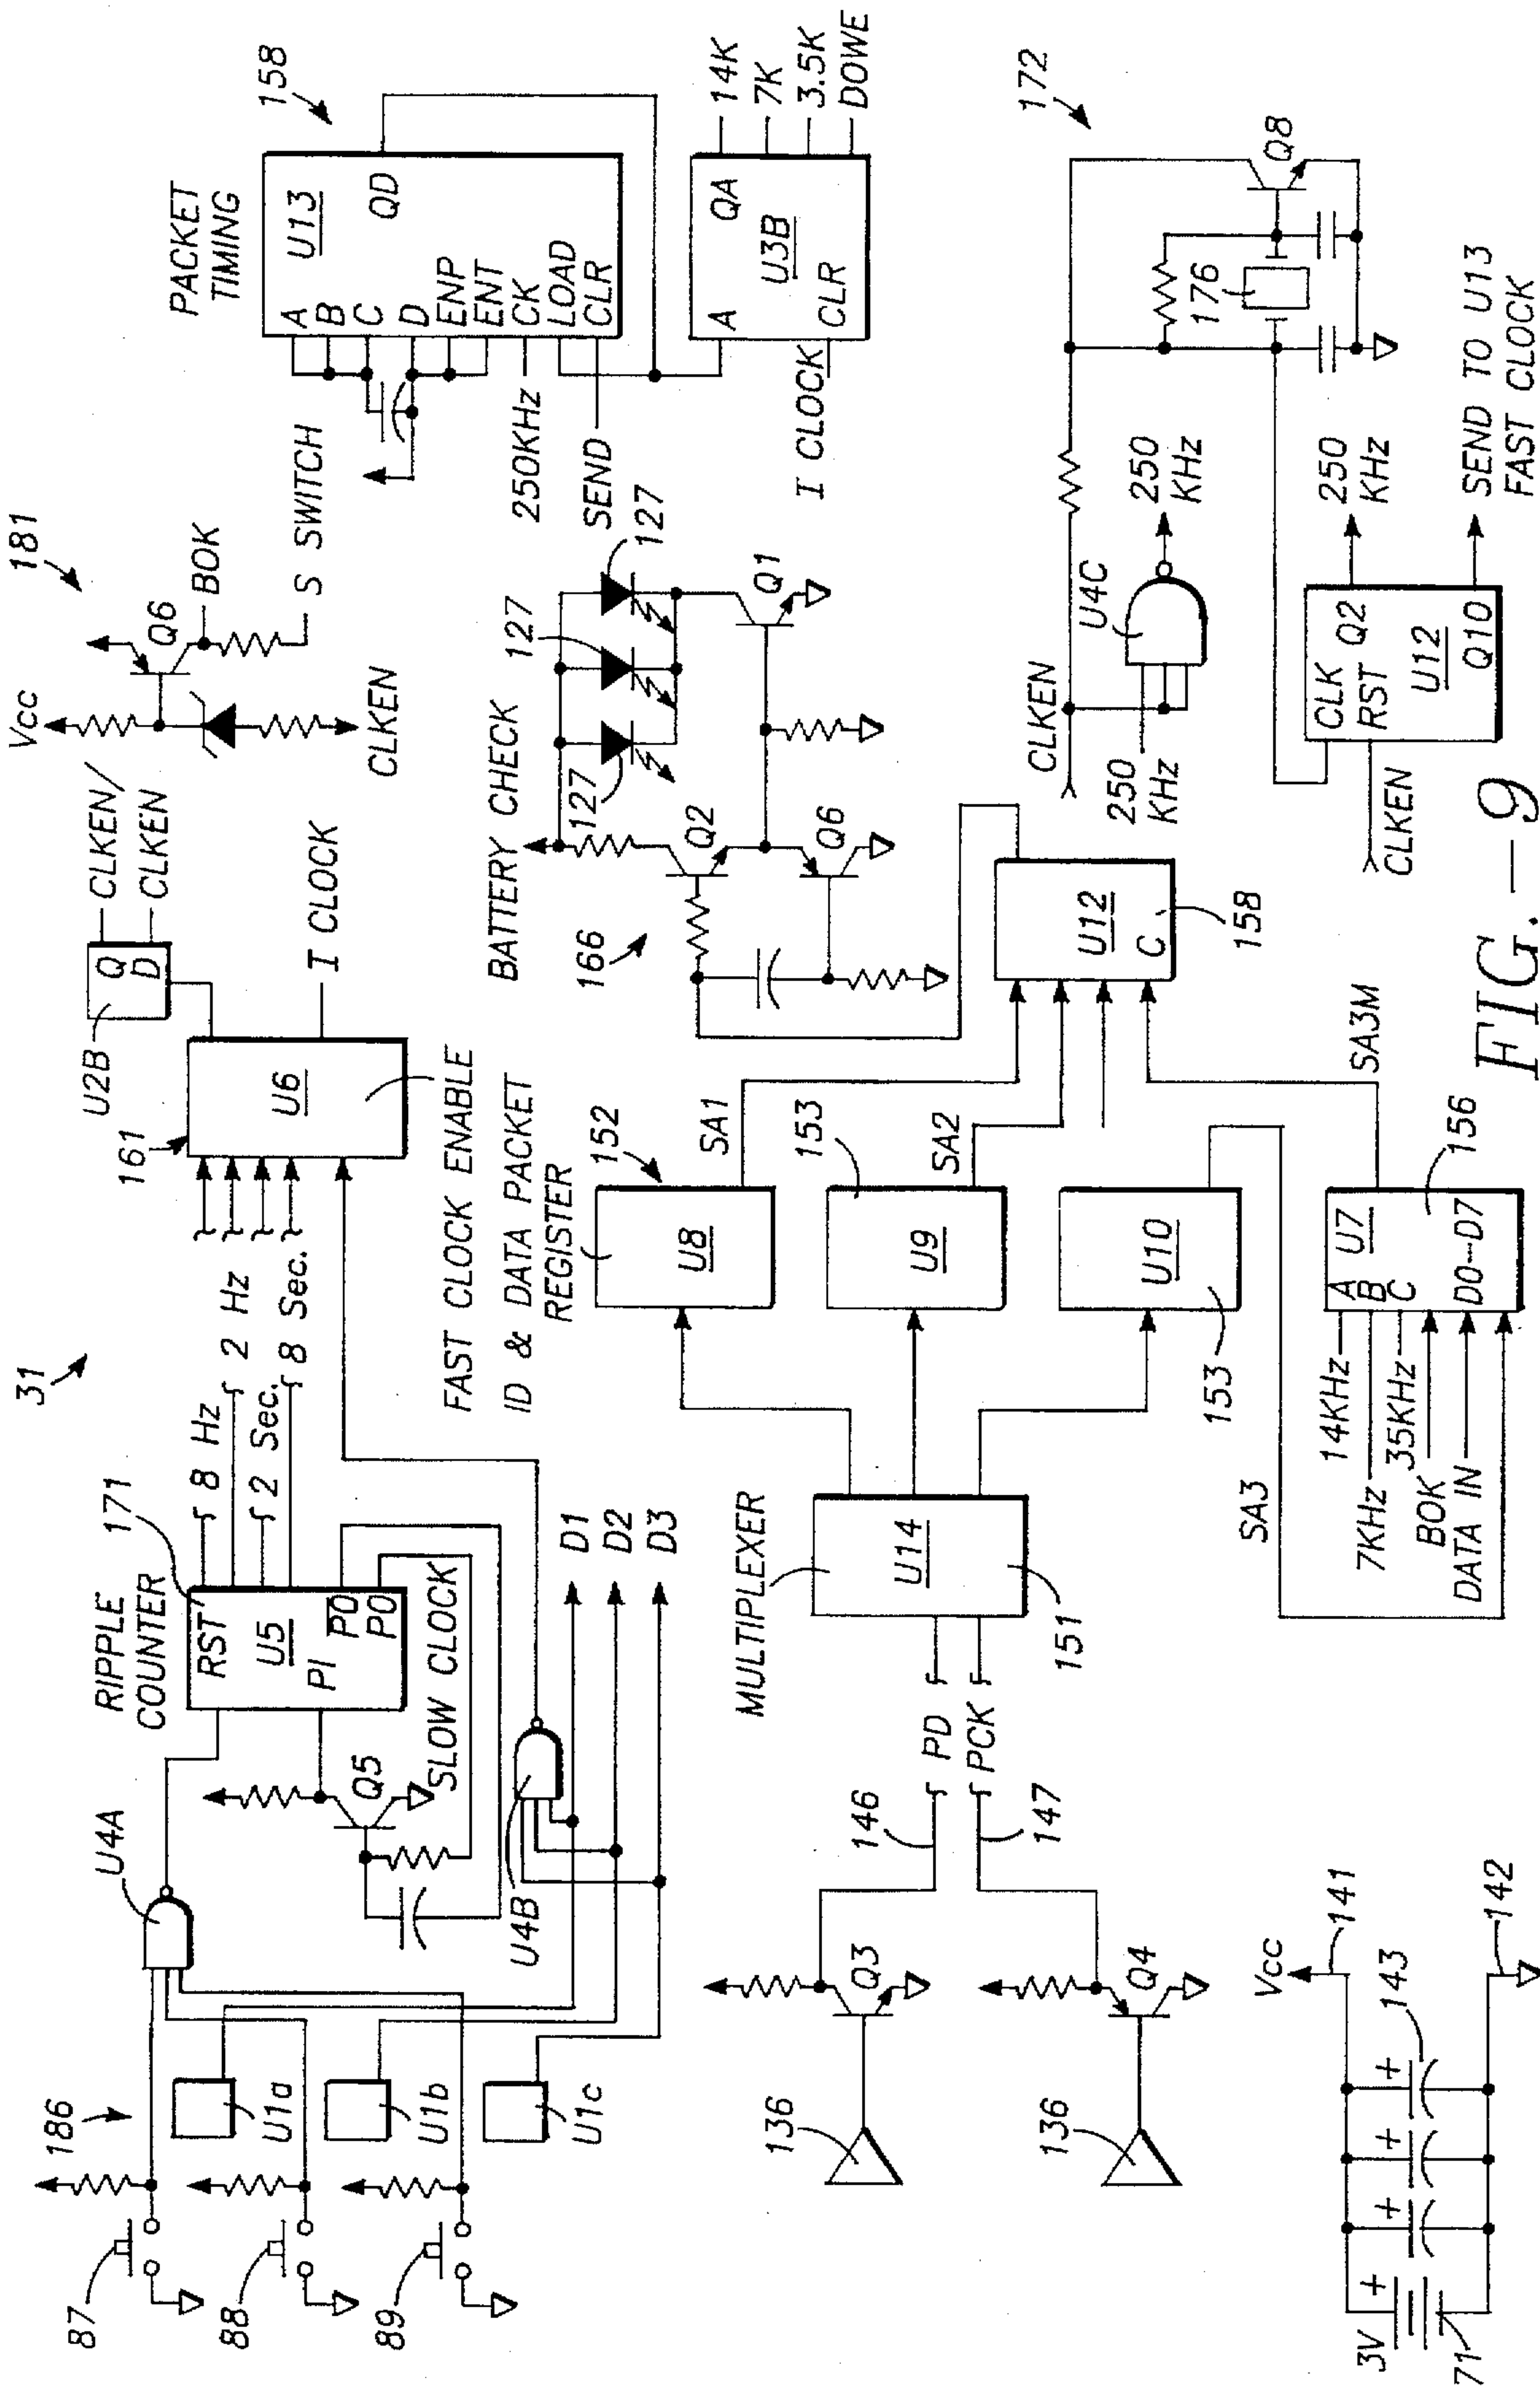 31
181
158
186
87
88
89
U4A
U1a
U1b
U1c
U4B
Q5
SLOW CLOCK
RIPPLE
COUNTER
171
RST
U5
PI
PO
PO
8 Hz
2 Hz
2 Sec.
8 Sec.
D1
D2
D3
161
U6
U2B
Q
D
CLKEN/
CLKEN
I CLOCK
FAST CLOCK ENABLE
Vcc
Q6
BOK
S SWITCH
CLKEN
PACKET
TIMING
U13
A
B
C
D
ENP
ENT
CK
LOAD
CLR
QD
250KHz
SEND
A
QA
U3B
CLR
I CLOCK
14K
7K
3.5K
DOWE
BATTERY CHECK
127
127
127
166
Q2
Q6
Q1
ID & DATA PACKET
REGISTER
152
U8
SA1
153
U9
SA2
U10
153
SA3
MULTIPLEXER
U14
151
136
Q3
146
PD
PCK
147
136
Q4
U12
C
158
14KHz
7KHz
35KHz
BOK
DATA IN
A
B
C
U7
D0---D7
156
SA3M
172
CLKEN
U4C
250
KHz
250
KHz
176
Q8
CLK
RST
Q2
U12
Q10
CLKEN
250
KHz
SEND TO U13
FAST CLOCK
3V
+
+
+
+
71
143
Vcc
141
142
FIG.-9